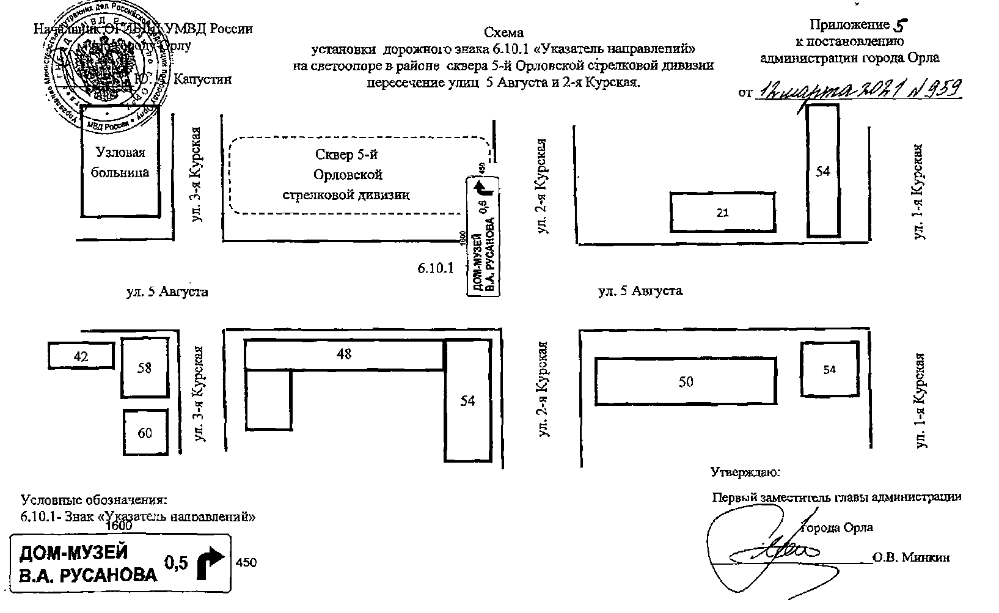 Начальник ОГИБДД УМВД России
по городу Орлу
Ю. Капустин
МВД России
Схема
установки дорожного знака 6.10.1 «Указатель направлений»
на светоопоре в районе сквера 5-й Орловской стрелковой дивизии
пересечение улиц 5 Августа и 2-я Курская.
Приложение 5
к постановлению
администрации города Орла
от 12 марта 2021 N 959
Узловая
больница
ул. 3-я Курская
Сквер 5-й
Орловской
стрелковой дивизии
450
1600
ДОМ-МУЗЕЙ
В.А. РУСАНОВА 0,5
6.10.1
ул. 2-я Курская
21
54
ул. 1-я Курская
ул. 5 Августа
ул. 5 Августа
42
58
60
ул. 3-я Курская
48
54
ул. 2-я Курская
50
54
ул. 1-я Курская
Условные обозначения:
6.10.1- Знак «Указатель направлений»
1600
ДОМ-МУЗЕЙ
В.А. РУСАНОВА 0,5
450
Утверждаю:
Первый заместитель главы администрации
города Орла
О.В. Минкин